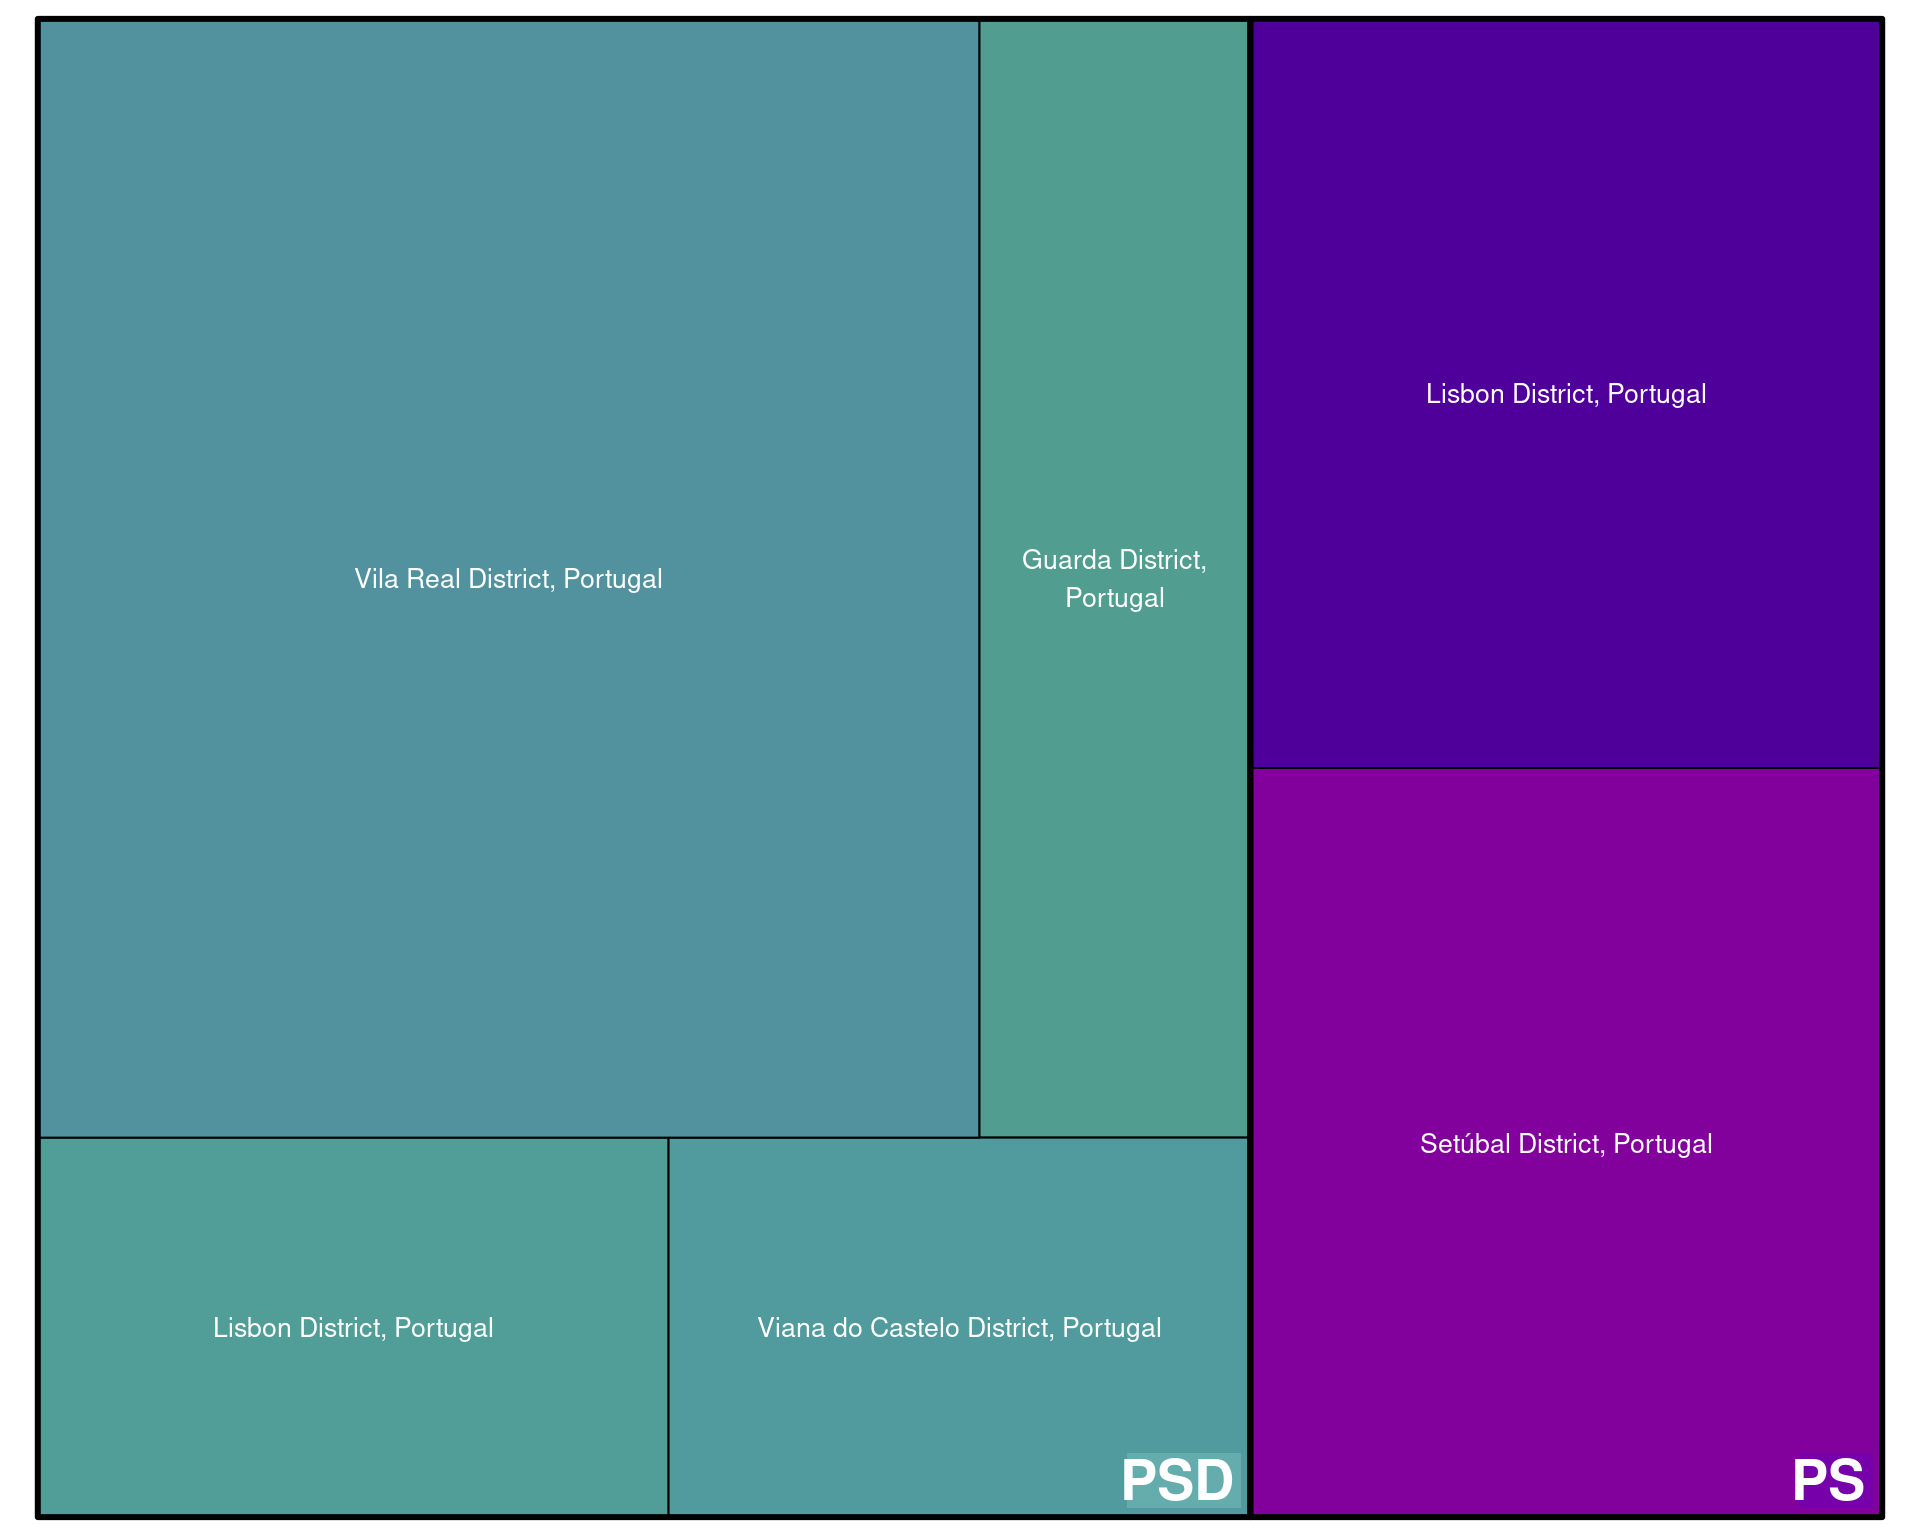 Vila Real District, Portugal
Guarda District,
Portugal
Lisbon District, Portugal
Viana do Castelo District, Portugal
PSD
Lisbon District, Portugal
Setúbal District, Portugal
PS